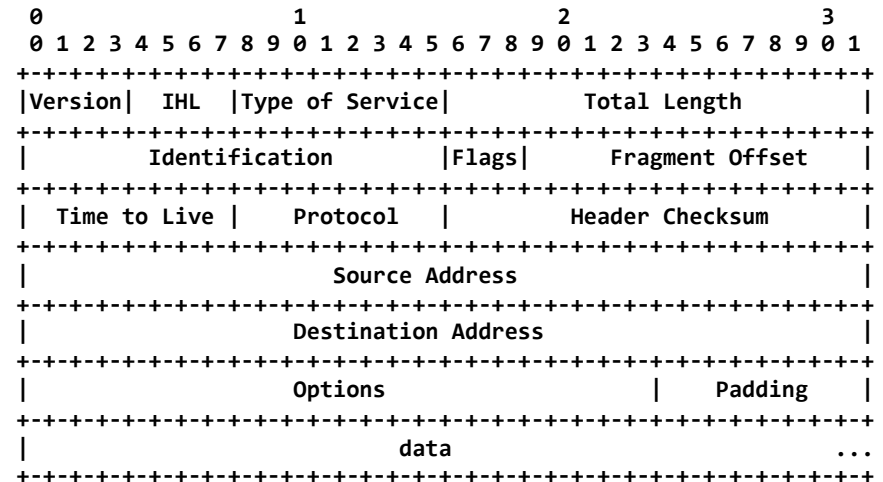 0                   1                   2                   3
 0 1 2 3 4 5 6 7 8 9 0 1 2 3 4 5 6 7 8 9 0 1 2 3 4 5 6 7 8 9 0 1
+-+-+-+-+-+-+-+-+-+-+-+-+-+-+-+-+-+-+-+-+-+-+-+-+-+-+-+-+-+-+-+-+
|Version|  IHL  |Type of Service|          Total Length         |
+-+-+-+-+-+-+-+-+-+-+-+-+-+-+-+-+-+-+-+-+-+-+-+-+-+-+-+-+-+-+-+-+
|         Identification        |Flags|      Fragment Offset    |
+-+-+-+-+-+-+-+-+-+-+-+-+-+-+-+-+-+-+-+-+-+-+-+-+-+-+-+-+-+-+-+-+
|  Time to Live |    Protocol   |         Header Checksum       |
+-+-+-+-+-+-+-+-+-+-+-+-+-+-+-+-+-+-+-+-+-+-+-+-+-+-+-+-+-+-+-+-+
|                       Source Address                          |
+-+-+-+-+-+-+-+-+-+-+-+-+-+-+-+-+-+-+-+-+-+-+-+-+-+-+-+-+-+-+-+-+
|                    Destination Address                        |
+-+-+-+-+-+-+-+-+-+-+-+-+-+-+-+-+-+-+-+-+-+-+-+-+-+-+-+-+-+-+-+-+
|                    Options                    |    Padding    |
+-+-+-+-+-+-+-+-+-+-+-+-+-+-+-+-+-+-+-+-+-+-+-+-+-+-+-+-+-+-+-+-+
|                            data                             ...
+-+-+-+-+-+-+-+-+-+-+-+-+-+-+-+-+-+-+-+-+-+-+-+-+-+-+-+-+-+-+-+-+